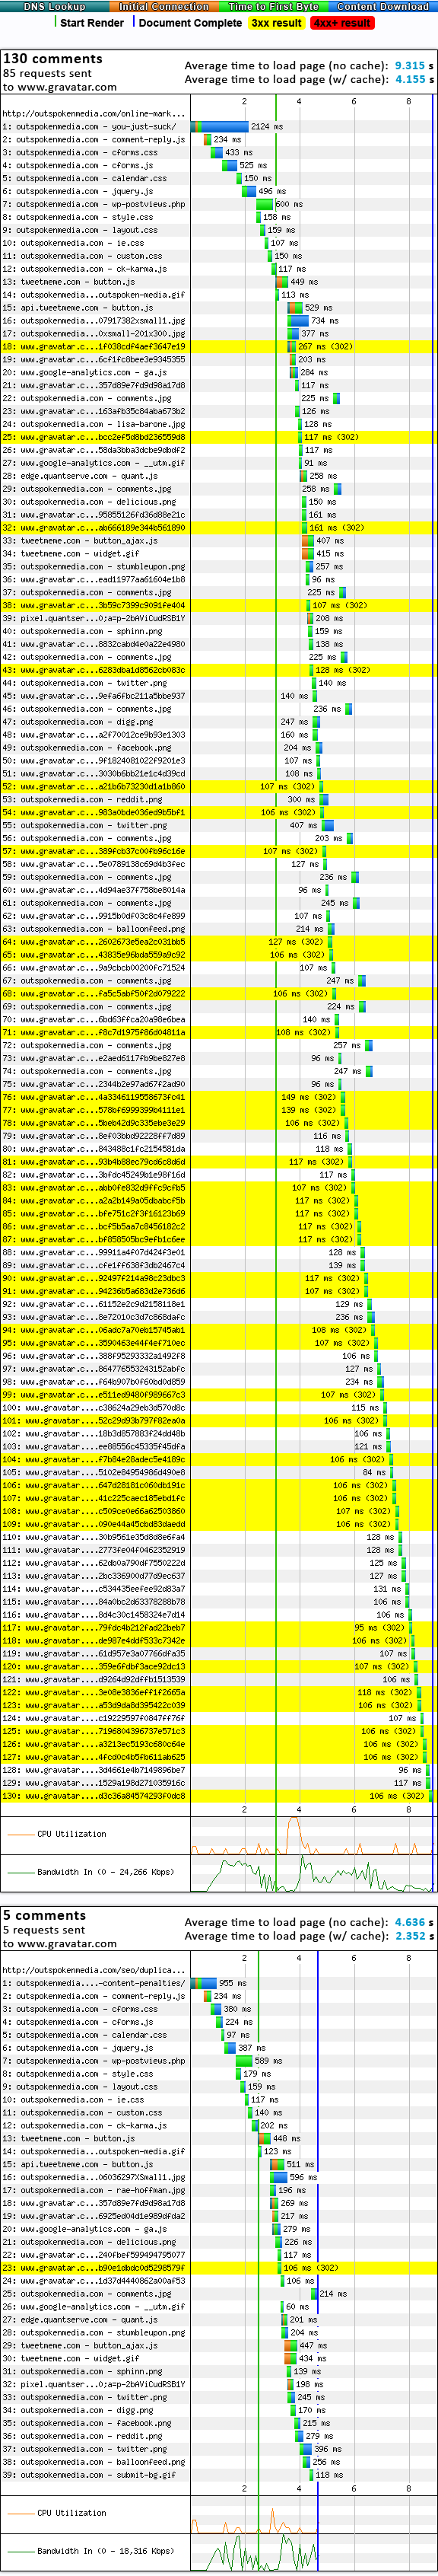 DNS Lookup Initial Connection Time to First Byte Content Download
Start Render Document Complete 3xx result 4xx+ result
130 comments
85 requests sent
to www.gravatar.com
Average time to load page (no cache): 9.315 s
Average time to load page (w/ cache): 4.155 s
2 4 6 8
http://outspokenmedia.com/online-mark...
1: outspokenmedia.com - you-just-suck/ 2124 ms
2: outspokenmedia.com - comment-reply.js 234 ms
3: outspokenmedia.com - cforms.css 433 ms
4: outspokenmedia.com - cforms.js 525 ms
5: outspokenmedia.com - calendar.css 150 ms
6: outspokenmedia.com - jquery.js 496 ms
7: outspokenmedia.com - wp-postviews.php 600 ms
8: outspokenmedia.com - style.css 158 ms
9: outspokenmedia.com - layout.css 159 ms
10: outspokenmedia.com - ie.css 107 ms
11: outspokenmedia.com - custom.css 150 ms
12: outspokenmedia.com - ck-karma.js 117 ms
13: tweetmeme.com - button.js 449 ms
14: outspokenmedia...outspoken-media.gif 113 ms
15: api.tweetmeme.com - button.js 529 ms
16: outspokenmedia...07917382xsmall1.jpg 734 ms
17: outspokenmedia...0xsmall-201x300.jpg 377 ms
18: www.gravatar.c...1f038cdf4aef3647e19 267 ms (302)
19: www.gravatar.c...6cf1fc8bee3e9345355 203 ms
20: www.google-analytics.com - ga.js 284 ms
21: www.gravatar.c...357d89e7fd9d98a17d8 117 ms
22: outspokenmedia.com - comments.jpg 225 ms
23: www.gravatar.c...163afb35c84aba673b2 126 ms
24: outspokenmedia.com - lisa-barone.jpg 128 ms
25: www.gravatar.c...bcc2ef5d8bd236559d8 117 ms (302)
26: www.gravatar.c...58da3bba3dcbe9dbdf2 117 ms
27: www.google-analytics.com - __utm.gif 91 ms
28: edge.quantserve.com - quant.js 258 ms
29: outspokenmedia.com - comments.jpg 258 ms
30: outspokenmedia.com - delicious.png 150 ms
31: www.gravatar.c...95855126fd36d88e21c 161 ms
32: www.gravatar.c...ab666189e344b561890 161 ms (302)
33: tweetmeme.com - button_ajax.js 407 ms
34: tweetmeme.com - widget.gif 415 ms
35: outspokenmedia.com - stumbleupon.png 257 ms
36: www.gravatar.c...ead11977aa61604e1b8 96 ms
37: outspokenmedia.com - comments.jpg 225 ms
38: www.gravatar.c...3b59c7399c9091fe404 107 ms (302)
39: pixel.quantser...0;a=p-2bAViCudRSB1Y 208 ms
40: outspokenmedia.com - sphinn.png 159 ms
41: www.gravatar.c...8832cabd4e0a22e4980 138 ms
42: outspokenmedia.com - comments.jpg 225 ms
43: www.gravatar.c...6283dba1d8562cb083c 128 ms (302)
44: outspokenmedia.com - twitter.png 140 ms
45: www.gravatar.c...9efa6fbc211a5bbe937 140 ms
46: outspokenmedia.com - comments.jpg 236 ms
47: outspokenmedia.com - digg.png 247 ms
48: www.gravatar.c...a2f70012ce9b93e1303 160 ms
49: outspokenmedia.com - facebook.png 204 ms
50: www.gravatar.c...9f1824081022f9201e3 107 ms
51: www.gravatar.c...3030b6bb21e1c4d39cd 108 ms
52: www.gravatar.c...a21b6b73230d1a1b860 107 ms (302)
53: outspokenmedia.com - reddit.png 300 ms
54: www.gravatar.c...983a0bde036ed9b5bf1 106 ms (302)
55: outspokenmedia.com - twitter.png 407 ms
56: outspokenmedia.com - comments.jpg 203 ms
57: www.gravatar.c...389fcb37c00fb96c16e 107 ms (302)
58: www.gravatar.c...5e0789138c69d4b3fec 127 ms
59: outspokenmedia.com - comments.jpg 236 ms
60: www.gravatar.c...4d94ae37f758be8014a 96 ms
61: outspokenmedia.com - comments.jpg 245 ms
62: www.gravatar.c...9915b0df03c8c4fe899 107 ms
63: outspokenmedia.com - balloonfeed.png 214 ms
64: www.gravatar.c...2602673e5ea2c031bb5 127 ms (302)
65: www.gravatar.c...43835e96bda559a9c92 106 ms (302)
66: www.gravatar.c...9a9cbcb00200fc71524 107 ms
67: outspokenmedia.com - comments.jpg 247 ms
68: www.gravatar.c...fa5c5abf50f2d079222 106 ms (302)
69: outspokenmedia.com - comments.jpg 224 ms
70: www.gravatar.c...6bd63ffca20a98e6bea 140 ms
71: www.gravatar.c...f8c7d1975f86d04811a 108 ms (302)
72: outspokenmedia.com - comments.jpg 257 ms
73: www.gravatar.c...e2aed6117fb9be827e8 96 ms
74: outspokenmedia.com - comments.jpg 247 ms
75: www.gravatar.c...2344b2e97ad67f2ad90 96 ms
76: www.gravatar.c...4a3346119558673fc41 149 ms (302)
77: www.gravatar.c...578bf6999399b4111e1 139 ms (302)
78: www.gravatar.c...5beb42d9c335ebe3e29 106 ms (302)
79: www.gravatar.c...8ef03bbd92228ff7d89 116 ms
80: www.gravatar.c...843488c1fc2154581da 118 ms
81: www.gravatar.c...93b4b88ec79cd6c8d6d 117 ms (302)
82: www.gravatar.c...3bfdc45249b1e98f16d 117 ms
83: www.gravatar.c...abb0fe832d9ffc9cfb5 107 ms (302)
84: www.gravatar.c...a2a2b149a05dbabcf5b 117 ms (302)
85: www.gravatar.c...bfe751c2f3f16123b69 117 ms (302)
86: www.gravatar.c...bcf5b5aa7c8456182c2 117 ms (302)
87: www.gravatar.c...bf858505bc9efb1c6ee 117 ms (302)
88: www.gravatar.c...99911a4f07d424f3e01 128 ms
89: www.gravatar.c...cfe1ff638f3db2467c4 139 ms
90: www.gravatar.c...92497f214a98c23dbc3 117 ms (302)
91: www.gravatar.c...94236b5a683d2e736d6 107 ms (302)
92: www.gravatar.c...61152e2c9d2158118e1 129 ms
93: www.gravatar.c...8e72010c3d7c868dafc 236 ms
94: www.gravatar.c...06adc7a70eb15745ab1 108 ms (302)
95: www.gravatar.c...3590463e44f4ef710ec 107 ms (302)
96: www.gravatar.c...388f95293332a1492f8 106 ms
97: www.gravatar.c...864776553243152abfc 127 ms
98: www.gravatar.c...f64b907b0f60bd0d859 234 ms
99: www.gravatar.c...e511ed9480f989667c3 107 ms (302)
100: www.gravatar....c38624a29eb3d570d8c 115 ms
101: www.gravatar....52c29d93b797f82ea0a 106 ms (302)
102: www.gravatar....18b3d857883f24dd48b 106 ms
103: www.gravatar....ee88556c45335f45dfa 121 ms
104: www.gravatar....f7b84e28adec5e4189c 106 ms (302)
105: www.gravatar....5102e84954986d490e8 84 ms
106: www.gravatar....647d28181c060db191c 106 ms (302)
107: www.gravatar....41c225caec185ebd1fc 106 ms (302)
108: www.gravatar....c509ce0e66a62503860 107 ms (302)
109: www.gravatar....090e44a45cbd83daedd 106 ms (302)
110: www.gravatar....30b9561e35d8d8e6fa4 128 ms
111: www.gravatar....2773fe04f0462352919 128 ms
112: www.gravatar....62db0a790df7550222d 125 ms
113: www.gravatar....2bc336900d77d9ec637 127 ms
114: www.gravatar....c534435eefee92d83a7 131 ms
115: www.gravatar....84a0bc2d63378288b78 106 ms
116: www.gravatar....8d4c30c1458324e7d14 106 ms
117: www.gravatar....79fdc4b212fad22beb7 95 ms (302)
118: www.gravatar....de987e4ddf533c7342e 106 ms (302)
119: www.gravatar....61d957e3a07766dfa35 107 ms
120: www.gravatar....359e6fdbf3ace92dc13 107 ms (302)
121: www.gravatar....d9264d92dffb1513539 106 ms
122: www.gravatar....3e08e3836eff1f2665a 118 ms (302)
123: www.gravatar....a53d9da8d395422c039 106 ms (302)
124: www.gravatar....c19229597f0847ff76f 107 ms
125: www.gravatar....7196804396737e571c3 106 ms (302)
126: www.gravatar....a3213ec5193c680c64e 106 ms (302)
127: www.gravatar....4fcd0c4b5fb611ab625 106 ms (302)
128: www.gravatar....3d4661e4b7149896be7 96 ms
129: www.gravatar....1529a198d271035916c 117 ms
130: www.gravatar....d3c36a84574293f0dc8 106 ms (302)
2 4 6 8
CPU Utilization
Bandwidth In (0 - 24,266 Kbps)
5 comments
5 requests sent
to www.gravatar.com
Average time to load page (no cache): 4.636 s
Average time to load page (w/ cache): 2.352 s
2 4 6 8
http://outspokenmedia.com/seo/duplica...
1: outspokenmedia....-content-penalties/ 955 ms
2: outspokenmedia.com - comment-reply.js 234 ms
3: outspokenmedia.com - cforms.css 380 ms
4: outspokenmedia.com - cforms.js 224 ms
5: outspokenmedia.com - calendar.css 97 ms
6: outspokenmedia.com - jquery.js 387 ms
7: outspokenmedia.com - wp-postviews.php 589 ms
8: outspokenmedia.com - style.css 179 ms
9: outspokenmedia.com - layout.css 159 ms
10: outspokenmedia.com - ie.css 117 ms
11: outspokenmedia.com - custom.css 140 ms
12: outspokenmedia.com - ck-karma.js 202 ms
13: tweetmeme.com - button.js 448 ms
14: outspokenmedia...outspoken-media.gif 123 ms
15: api.tweetmeme.com - button.js 511 ms
16: outspokenmedia...06036297XSmall1.jpg 596 ms
17: outspokenmedia.com - rae-hoffman.jpg 196 ms
18: www.gravatar.c...357d89e7fd9d98a17d8 269 ms
19: www.gravatar.c...6925ed04d1e989dfda2 217 ms
20: www.google-analytics.com - ga.js 279 ms
21: outspokenmedia.com - delicious.png 226 ms
22: www.gravatar.c...240fbef599494795077 117 ms
23: www.gravatar.c...b90e1dbdc0d5298579f 106 ms (302)
24: www.gravatar.c...1d37d4440862a00af53 106 ms
25: outspokenmedia.com - comments.jpg 214 ms
26: www.google-analytics.com - __utm.gif 60 ms
27: edge.quantserve.com - quant.js 201 ms
28: outspokenmedia.com - stumbleupon.png 204 ms
29: tweetmeme.com - button_ajax.js 447 ms
30: tweetmeme.com - widget.gif 434 ms
31: outspokenmedia.com - sphinn.png 139 ms
32: pixel.quantser...0;a=p-2bAViCudRSB1Y 198 ms
33: outspokenmedia.com - twitter.png 245 ms
34: outspokenmedia.com - digg.png 170 ms
35: outspokenmedia.com - facebook.png 215 ms
36: outspokenmedia.com - reddit.png 279 ms
37: outspokenmedia.com - twitter.png 396 ms
38: outspokenmedia.com - balloonfeed.png 256 ms
39: outspokenmedia.com - submit-bg.gif 118 ms
2 4 6 8
CPU Utilization
Bandwidth In (0 - 18,316 Kbps)